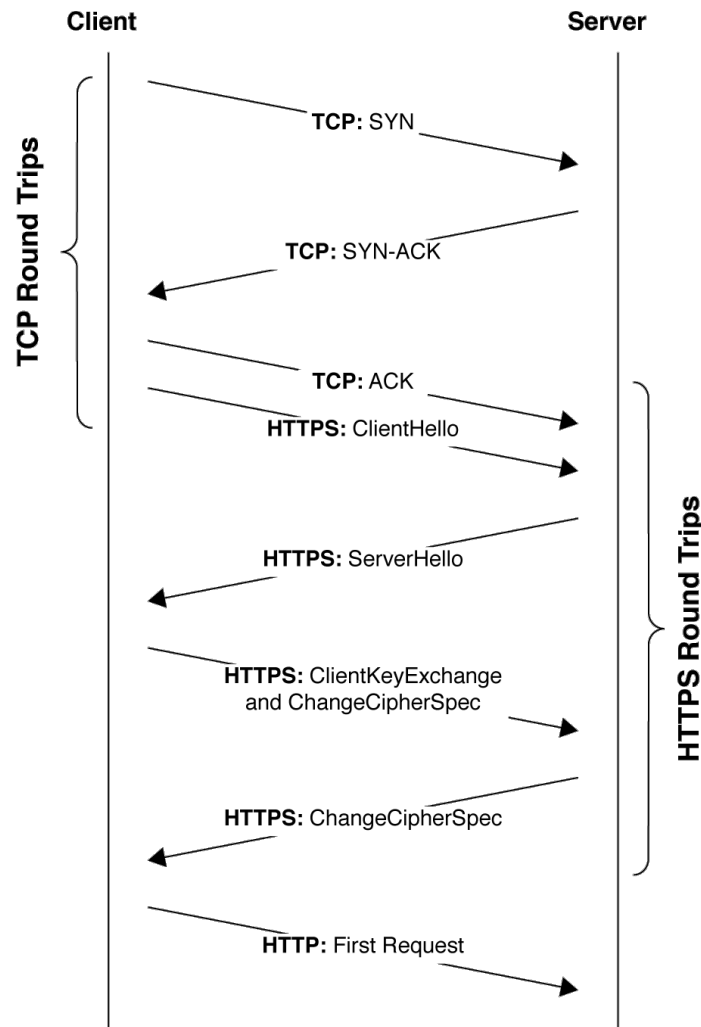 Client
Server
TCP: SYN
TCP Round Trips
TCP: SYN-ACK
TCP: ACK
HTTPS: ClientHello
HTTPS: ServerHello
HTTPS Round Trips
HTTPS: ClientKeyExchange
and ChangeCipherSpec
HTTPS: ChangeCipherSpec
HTTP: First Request